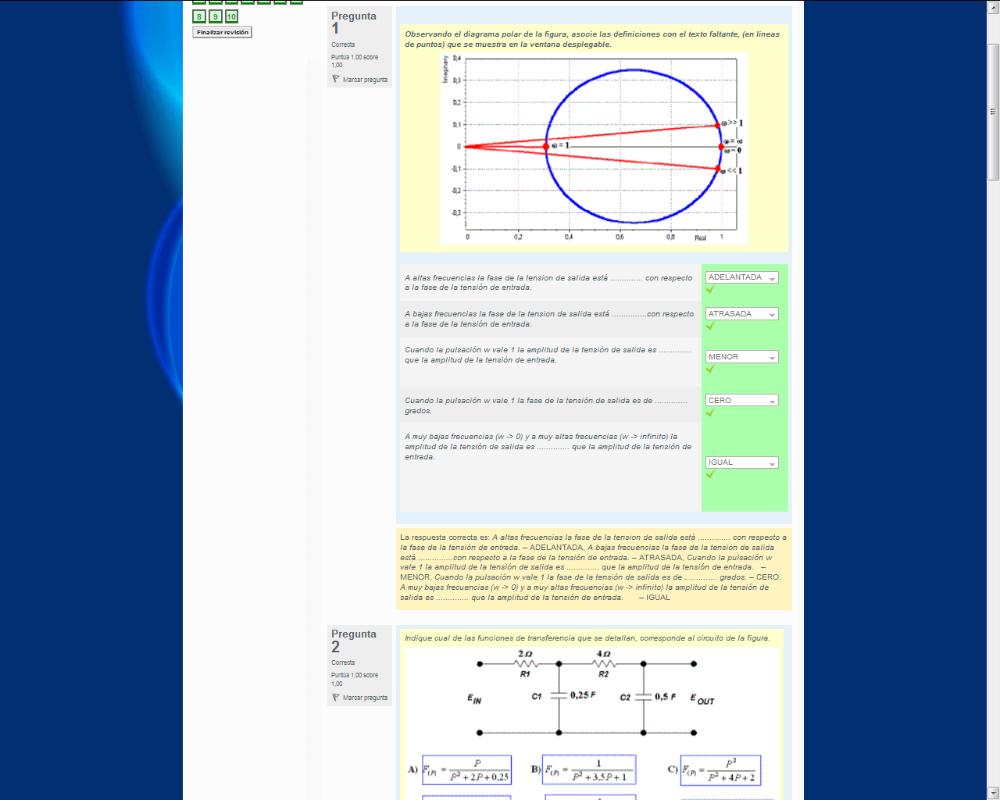 8 9 10
Finalizar revisión
Pregunta
1
Correcta
Puntúa 1,00 sobre
1,00
Marcar pregunta
Observando el diagrama polar de la figura, asocie las definiciones con el texto faltante, (en lineas
de puntos) que se muestra en la ventana desplegable.
Imaginary
0,4
0,3
0,2
0,1
0
-0,1
-0,2
-0,3
0 0,2 0,4 0,6 0,8 Real 1
ω >> 1
ω = ∞
ω = 0
ω = 1
ω << 1
A altas frecuencias la fase de la tension de salida está .............. con respecto
a la fase de la tensión de entrada.
ADELANTADA
A bajas frecuencias la fase de la tension de salida está ...............con respecto
a la fase de la tensión de entrada.
ATRASADA
Cuando la pulsación w vale 1 la amplitud de la tensión de salida es ..............
que la amplitud de la tensión de entrada.
MENOR
Cuando la pulsación w vale 1 la fase de la tensión de salida es de ..............
grados.
CERO
A muy bajas frecuencias (w -> 0) y a muy altas frecuencias (w -> infinito) la
amplitud de la tensión de salida es .............. que la amplitud de la tensión de
entrada.
IGUAL
La respuesta correcta es: A altas frecuencias la fase de la tension de salida está .............. con respecto a
la fase de la tensión de entrada. – ADELANTADA, A bajas frecuencias la fase de la tension de salida
está ...............con respecto a la fase de la tensión de entrada. – ATRASADA, Cuando la pulsación w
vale 1 la amplitud de la tensión de salida es .............. que la amplitud de la tensión de entrada. –
MENOR, Cuando la pulsación w vale 1 la fase de la tensión de salida es de .............. grados. – CERO,
A muy bajas frecuencias (w -> 0) y a muy altas frecuencias (w -> infinito) la amplitud de la tensión de
salida es .............. que la amplitud de la tensión de entrada. – IGUAL
Pregunta
2
Correcta
Puntúa 1,00 sobre
1,00
Marcar pregunta
Indique cual de las funciones de transferencia que se detallan, corresponde al circuito de la figura.
2 Ω 4 Ω
R1 R2
E IN C1 0,25 F C2 0,5 F E OUT
A) F(P) = P / P² + 2P + 0,25 B) F(P) = 1 / P² + 3,5P + 1 C) F(P) = P² / P² + 4P + 2